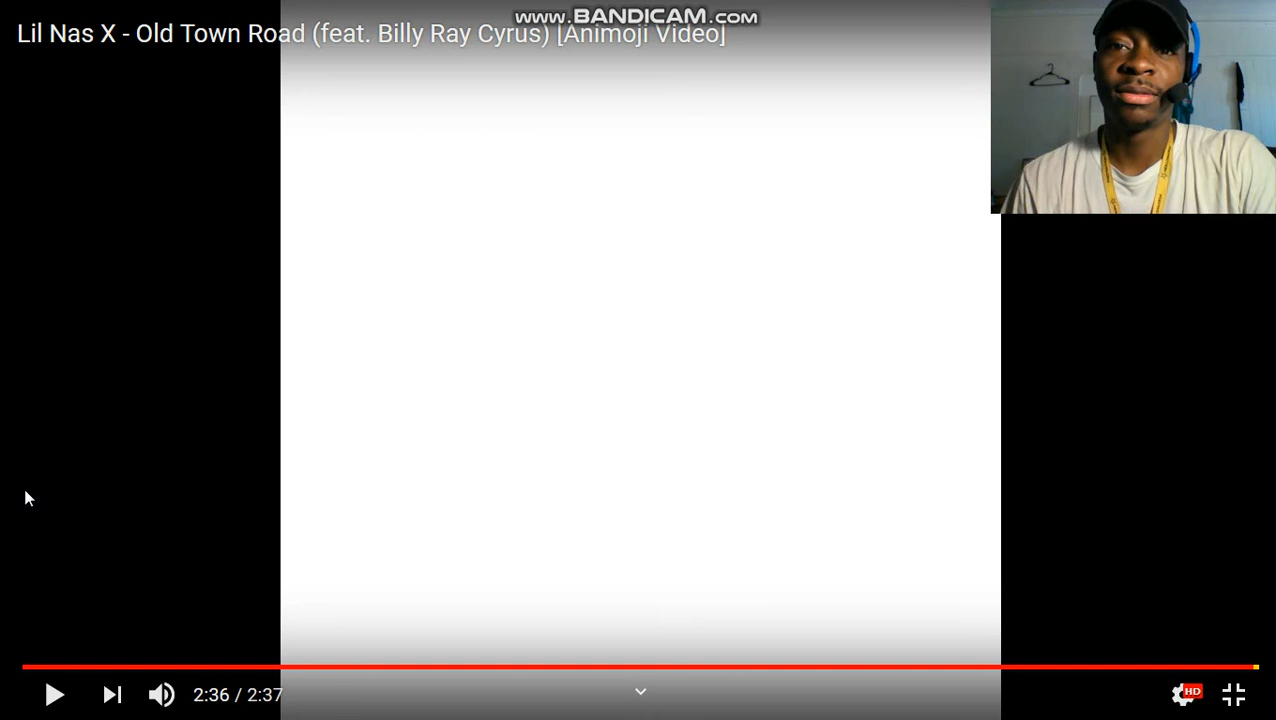 www.BANDICAM.com
Lil Nas X - Old Town Road (feat. Billy Ray Cyrus) [Animoji Video]
2:36 / 2:37
HD